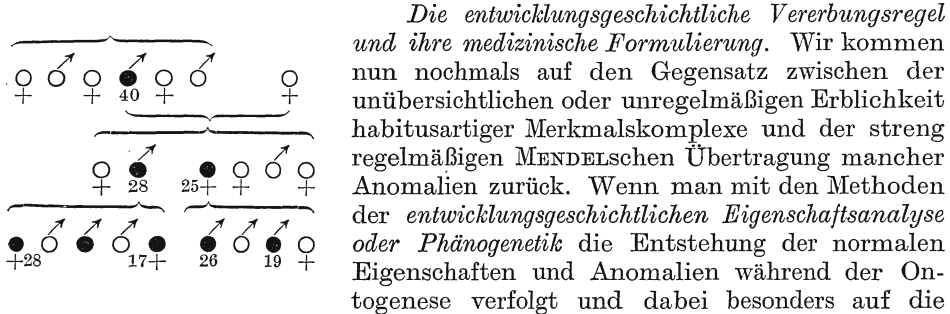 40
28 25
28 17 26 19
Die entwicklungsgeschichtliche Vererbungsregel
und ihre medizinische Formulierung. Wir kommen
nun nochmals auf den Gegensatz zwischen der
unübersichtlichen oder unregelmäßigen Erblichkeit
habitusartiger Merkmalskomplexe und der streng
regelmäßigen MENDELschen Übertragung mancher
Anomalien zurück. Wenn man mit den Methoden
der entwicklungsgeschichtlichen Eigenschaftsanalyse
oder Phänogenetik die Entstehung der normalen
Eigenschaften und Anomalien während der On-
togenese verfolgt und dabei besonders auf die